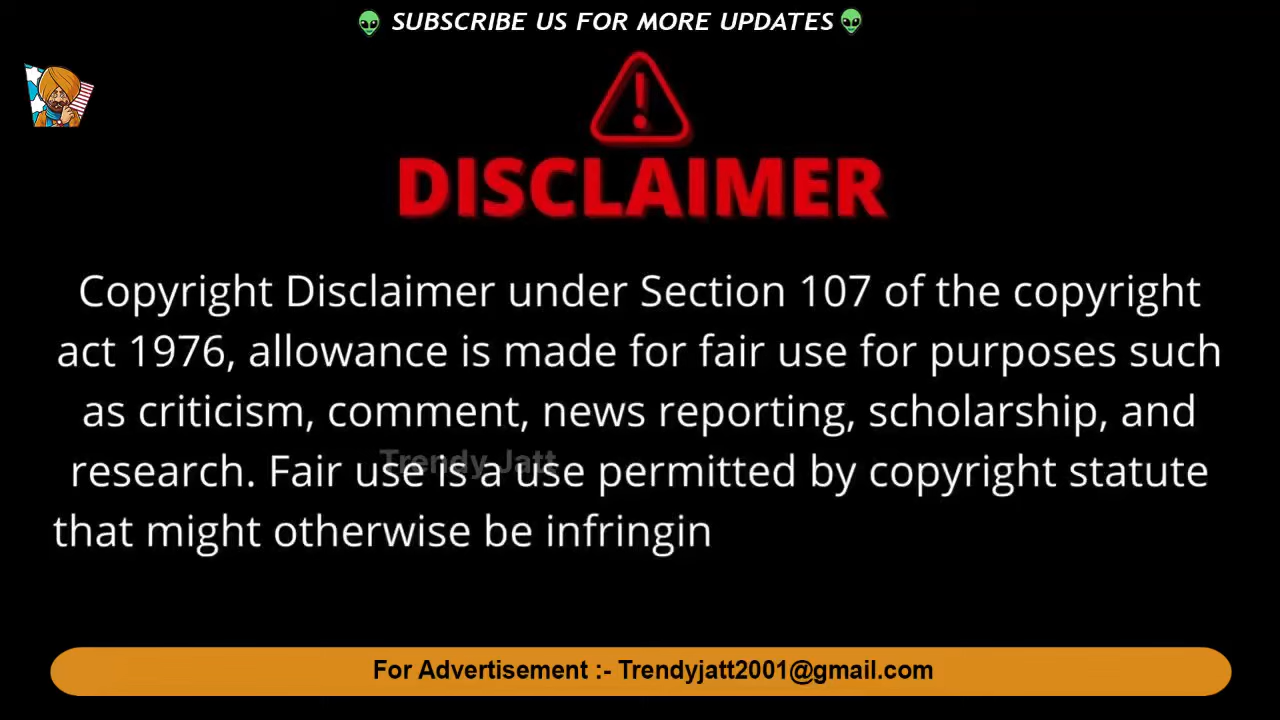 👽 SUBSCRIBE US FOR MORE UPDATES 👽
DISCLAIMER
Copyright Disclaimer under Section 107 of the copyright
act 1976, allowance is made for fair use for purposes such
as criticism, comment, news reporting, scholarship, and
Trendy Jatt
research. Fair use is a use permitted by copyright statute
that might otherwise be infringin
For Advertisement :- Trendyjatt2001@gmail.com